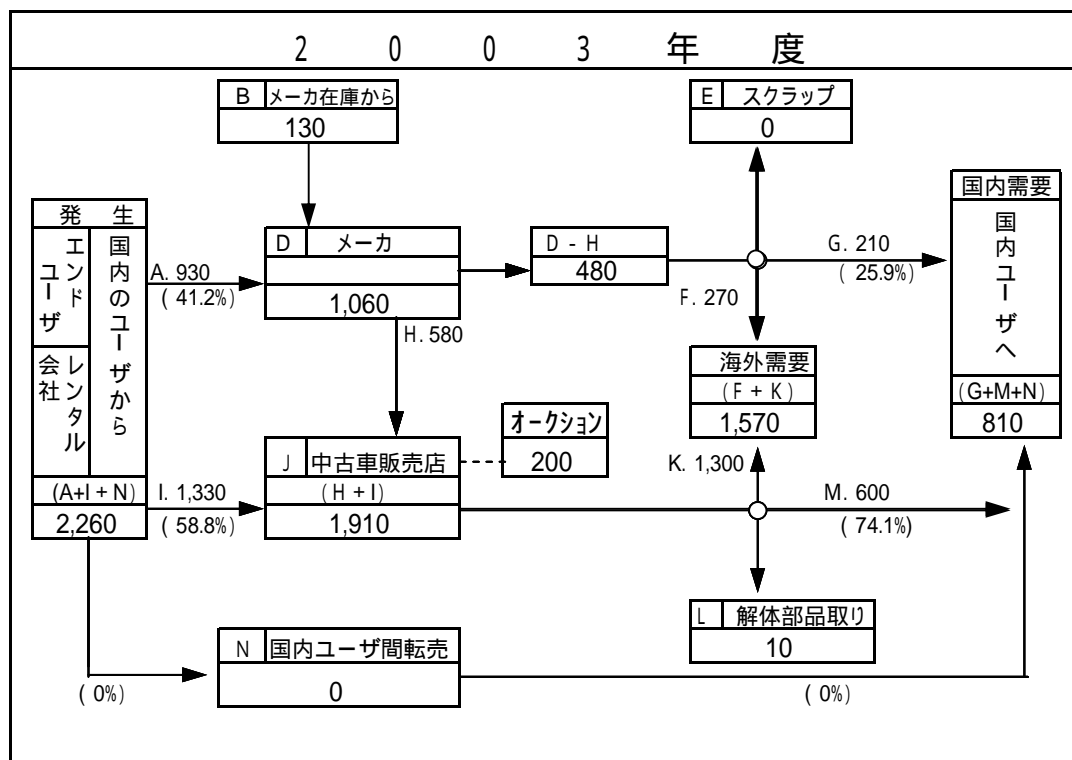 2003年度
B メーカ在庫から
130
E スクラップ
0
国内需要
国内ユーザへ
(G+M+N)
810
発 生
エンドユーザ
レンタル会社
国内のユーザから
(A+I+N)
2,260
A. 930
( 41.2%)
D メーカ
1,060
D - H
480
G. 210
( 25.9%)
F. 270
H. 580
海外需要
(F+K)
1,570
オークション
200
J 中古車販売店
(H+I)
1,910
I. 1,330
( 58.8%)
K. 1,300
M. 600
( 74.1%)
L 解体部品取り
10
N 国内ユーザ間転売
0
( 0%)
( 0%)